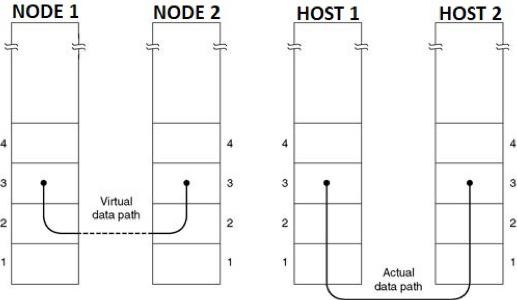 NODE 1 NODE 2 HOST 1 HOST 2
4 4 4 4
3 3 3 3
Virtual
data path
2 2 2 2
1 1 1 1
Actual
data path